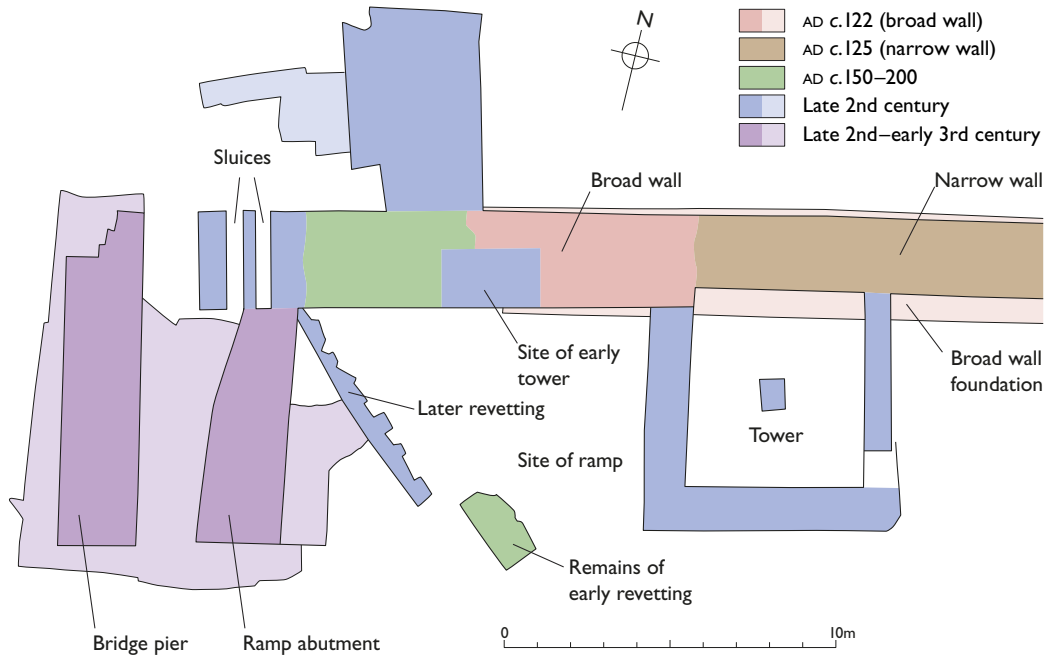 N
AD c.122 (broad wall)
AD c.125 (narrow wall)
AD c.150–200
Late 2nd century
Late 2nd–early 3rd century
Sluices
Broad wall
Narrow wall
Site of early
tower
Broad wall
foundation
Later revetting
Tower
Site of ramp
Remains of
early revetting
Bridge pier
Ramp abutment
0
10m